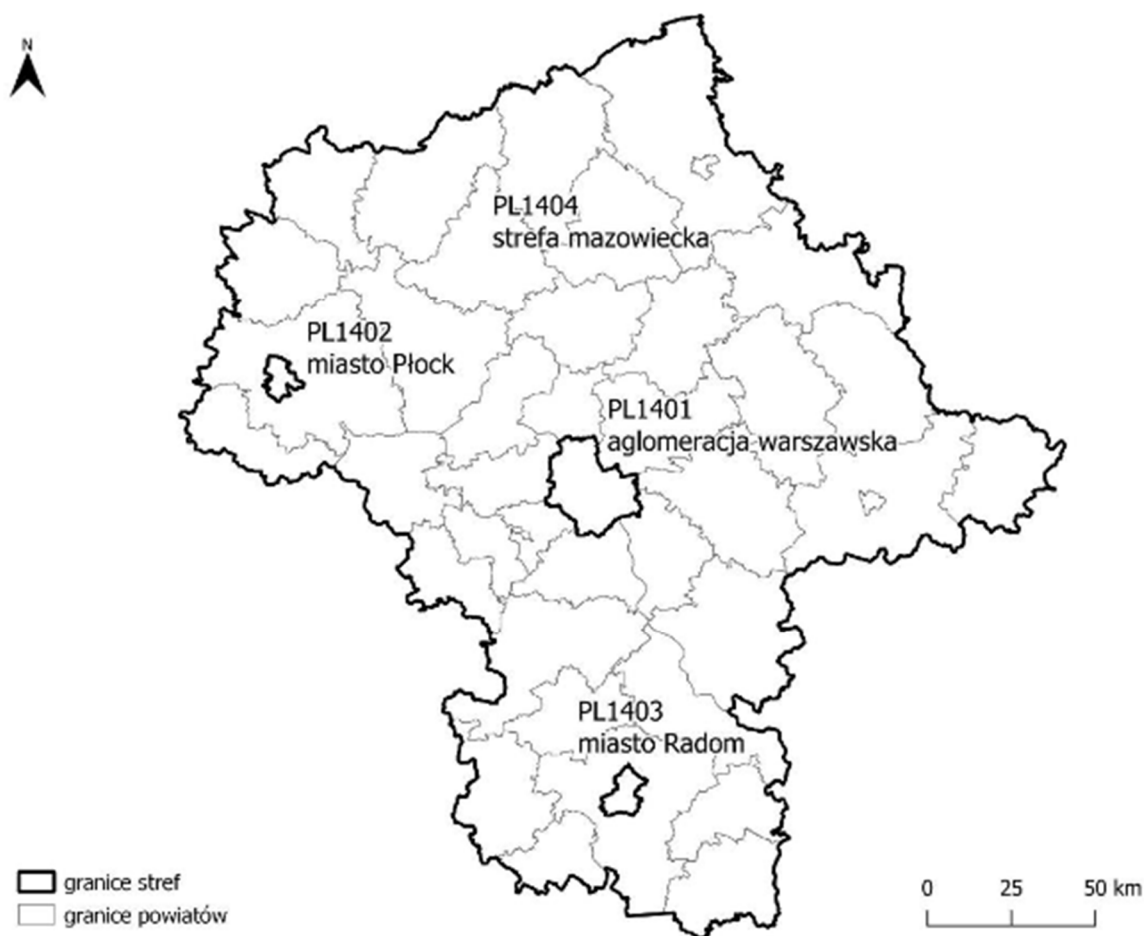 N
PL1404
strefa mazowiecka
PL1402
miasto Płock
PL1401
aglomeracja warszawska
PL1403
miasto Radom
granice stref
granice powiatów
0 25 50 km